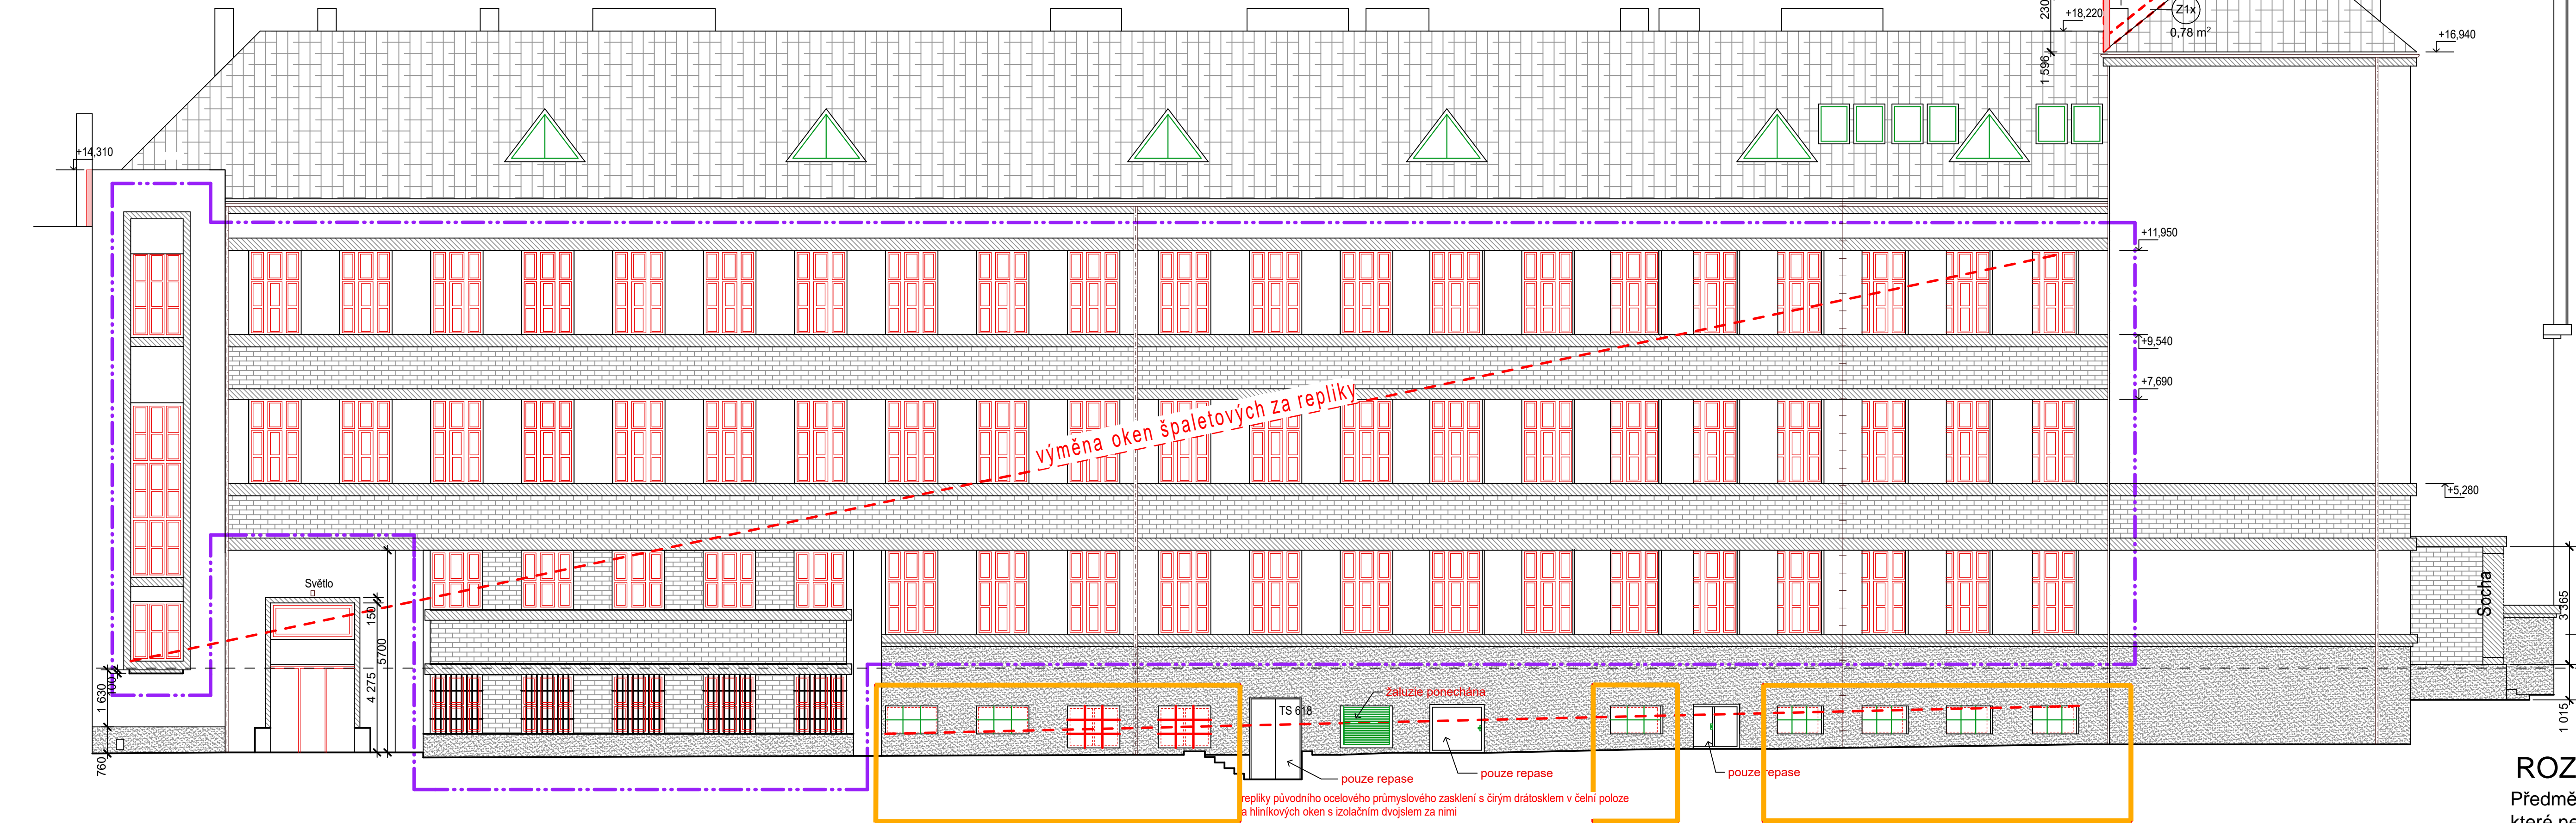 230
+18,220
Z1x
0,78 m²
+16,940
1 596
+14,310
+11,950
+9,540
+7,690
výměna oken špaletových za repliky
+5,280
Světlo
150
5700
4 275
Socha
3 365
1 630
100
žaluzie ponechána
TS 618
1 015
760
pouze repase
pouze repase
pouze repase
ROZ
repliky původního ocelového průmyslového zasklení s čirým drátosklem v čelní poloze
a hliníkových oken s izolačním dvojslem za nimi
Předmě
které ne